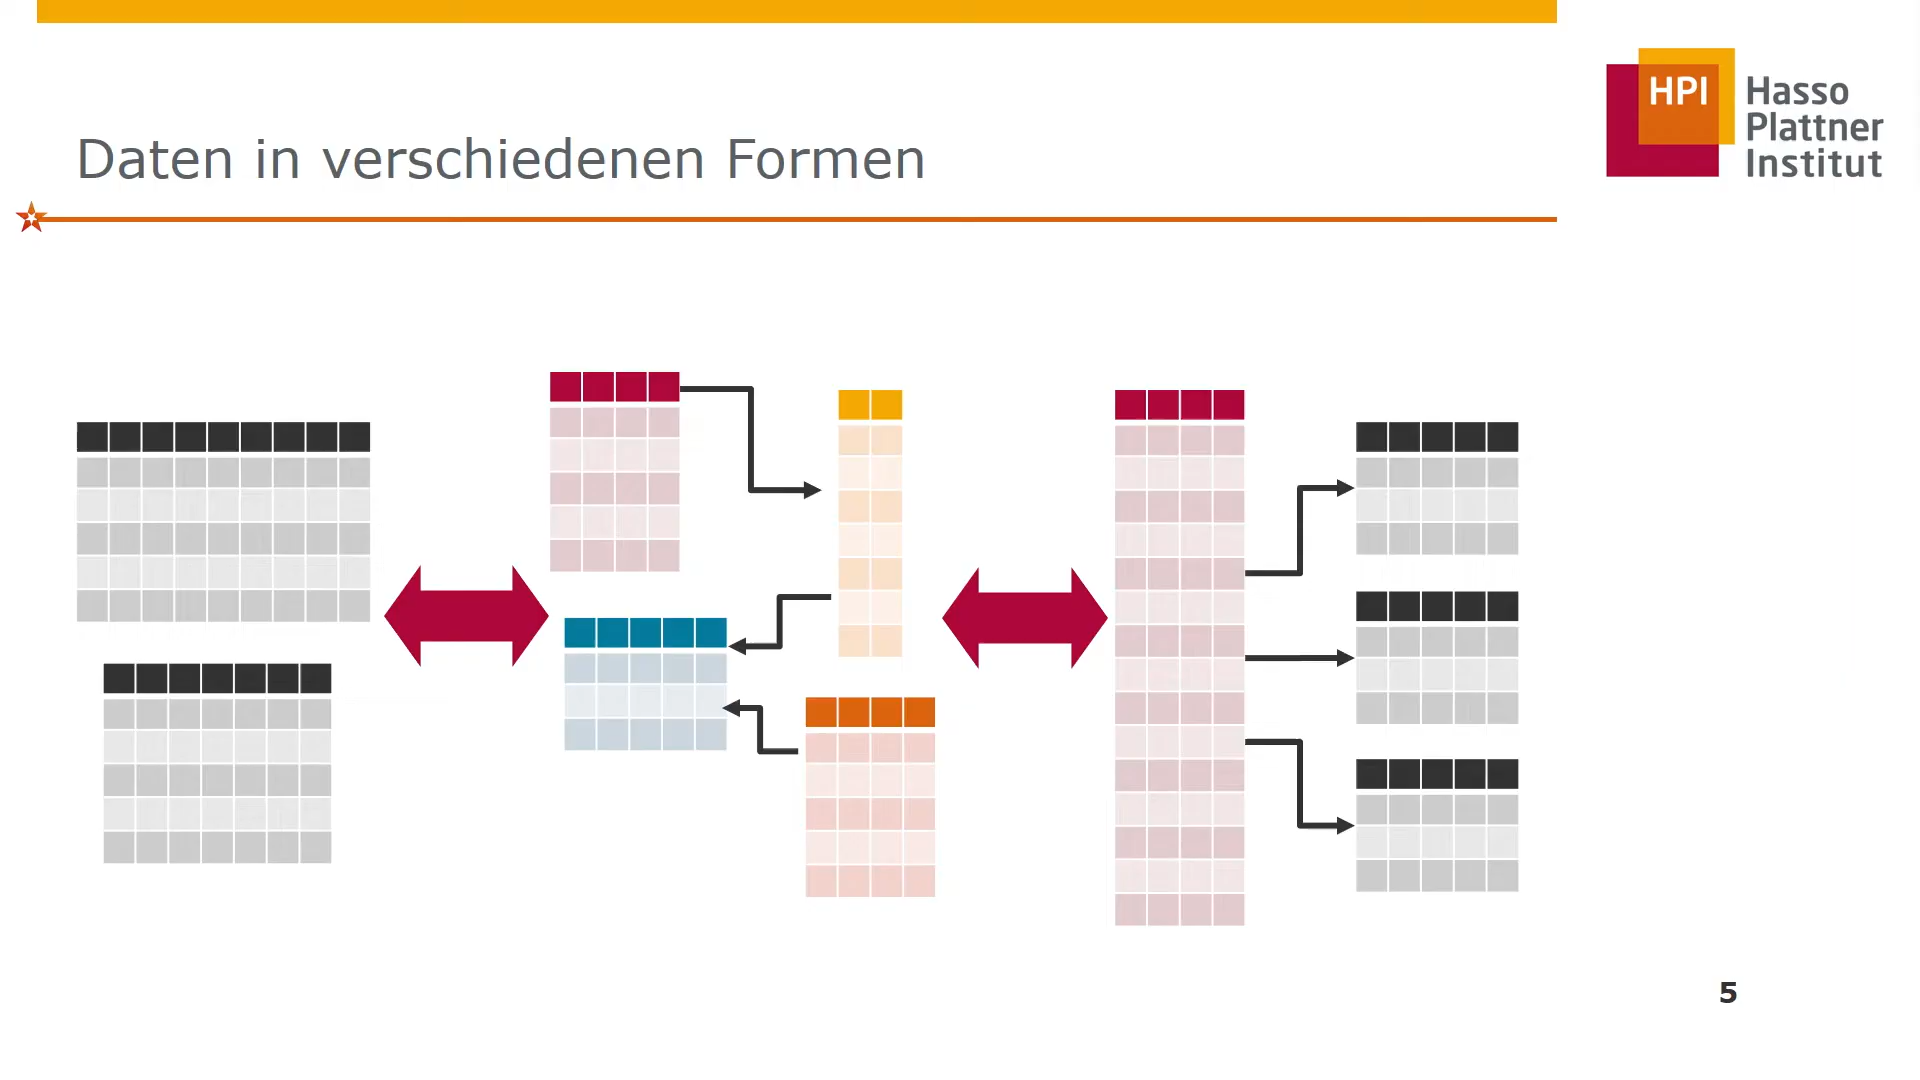 Daten in verschiedenen Formen
HPI
Hasso
Plattner
Institut
5